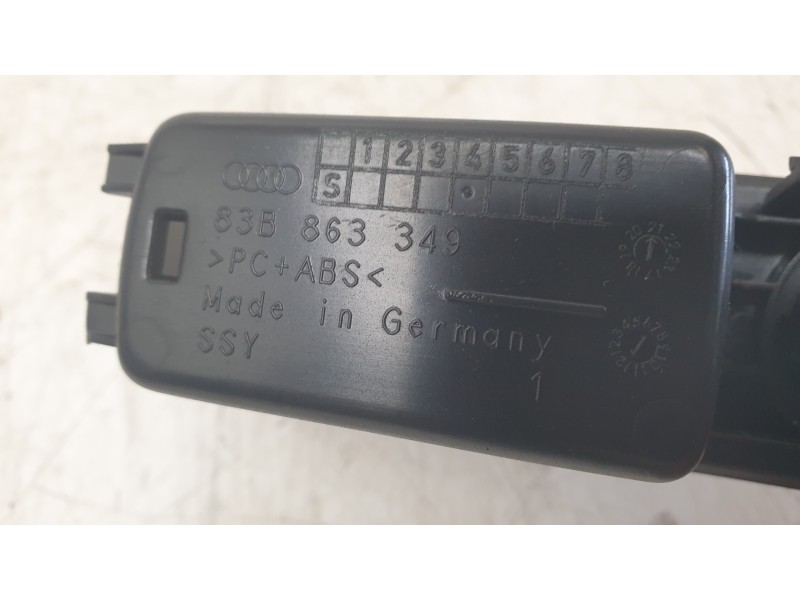 1 2 3 4 5 6 7 8
S
83B 863 349
>PC+ABS<
Made in Germany
SSY
1